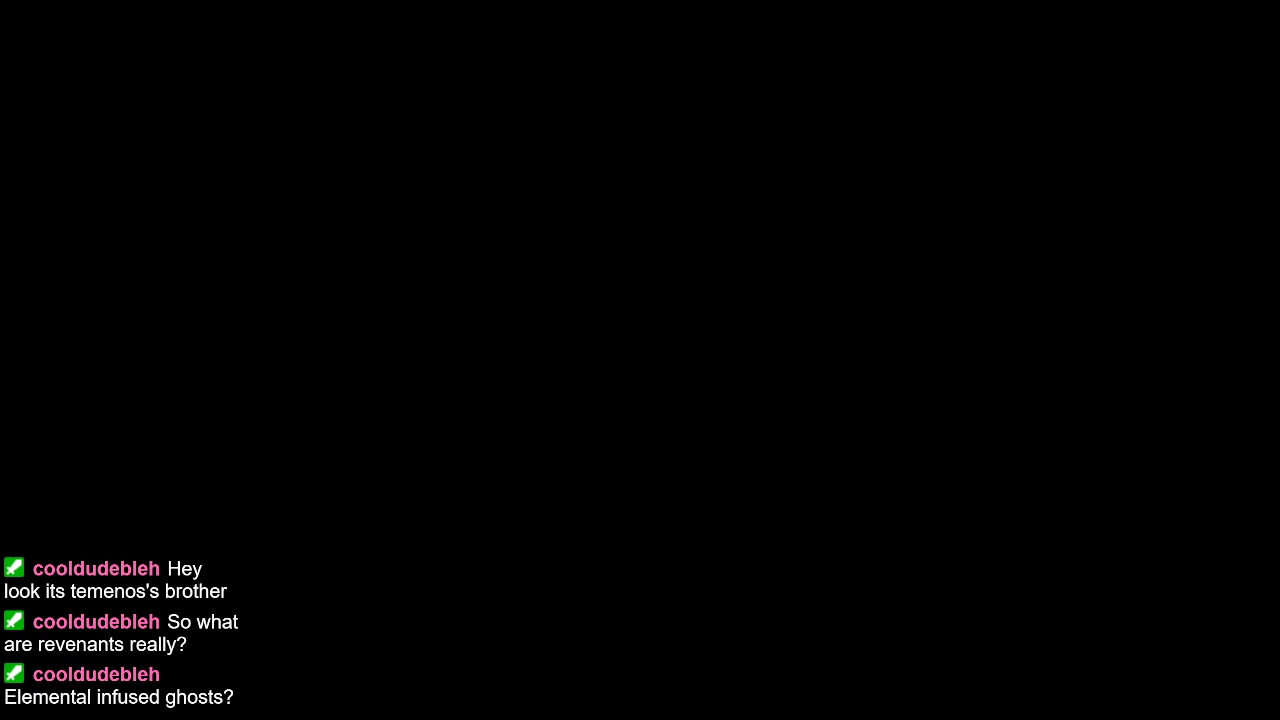 cooldudebleh Hey
look its temenos's brother
cooldudebleh So what
are revenants really?
cooldudebleh
Elemental infused ghosts?